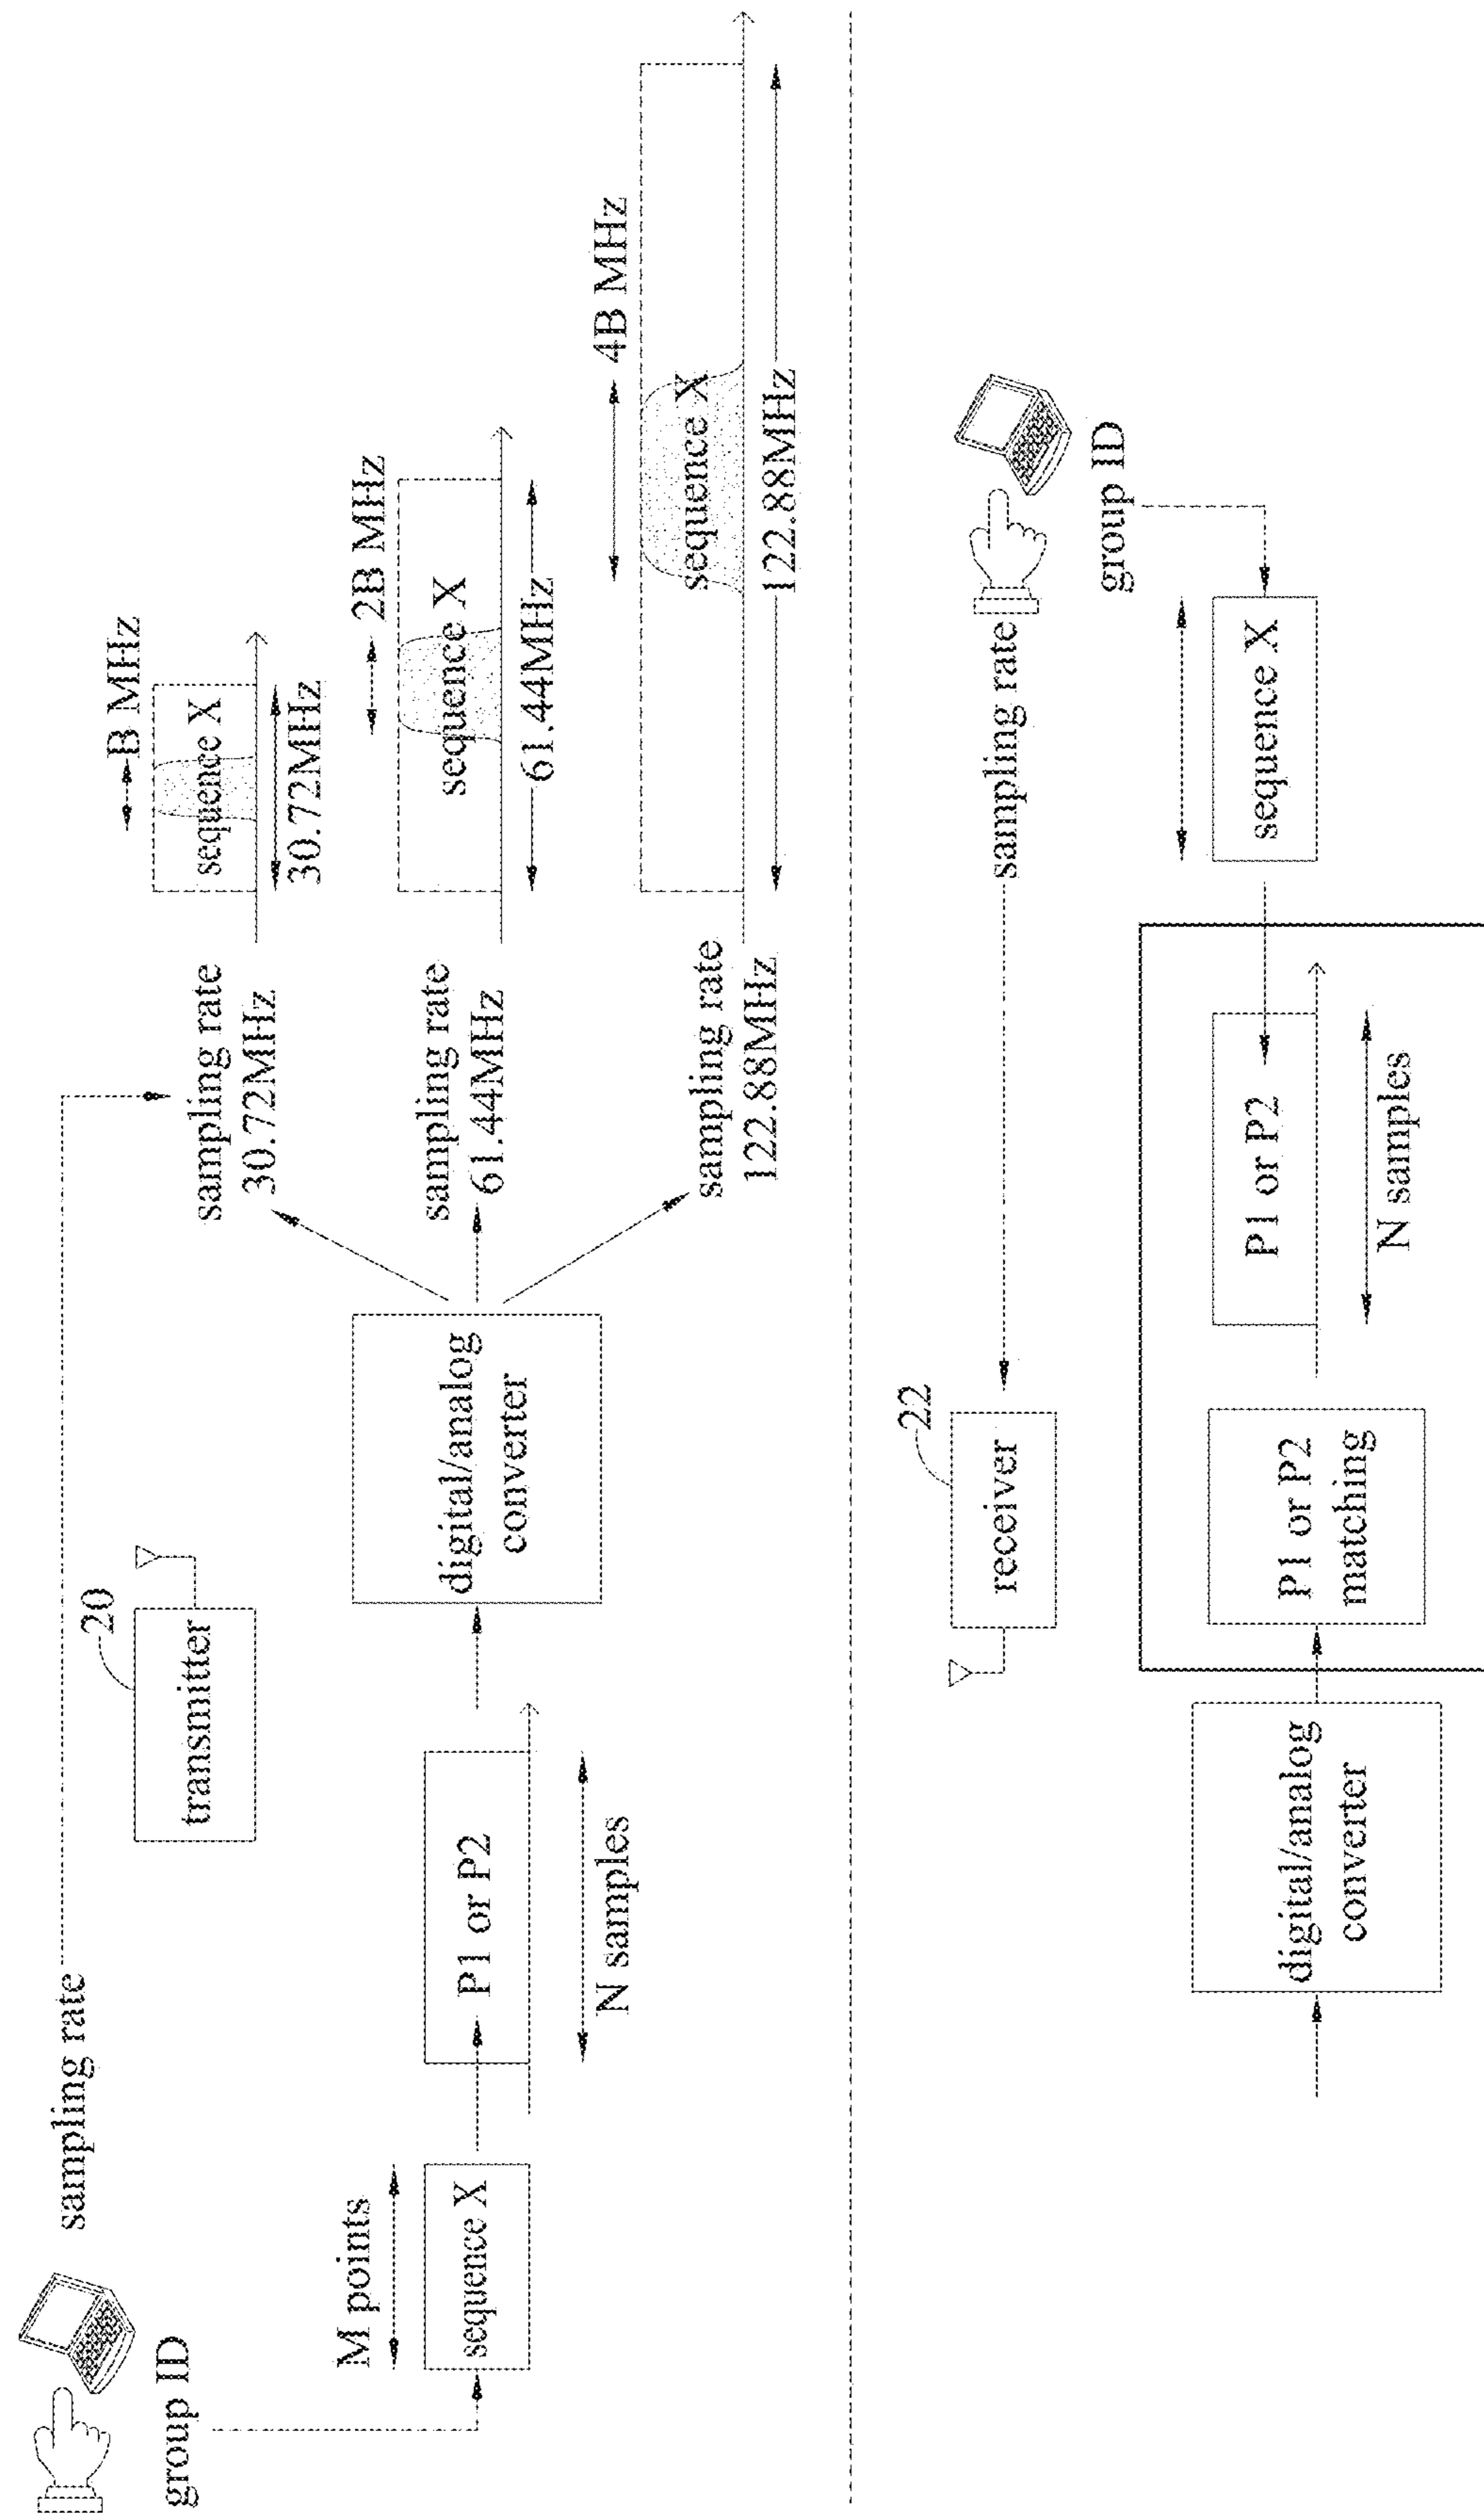 sampling rate
group ID
transmitter
20
M points
sequence X
P1 or P2
N samples
digital/analog
converter
sampling rate
30.72MHz
B MHz
sequence X
30.72MHz
sampling rate
61.44MHz
2B MHz
sequence X
61.44MHz
sampling rate
122.88MHz
4B MHz
sequence X
122.88MHz
receiver
22
sampling rate
group ID
digital/analog
converter
P1 or P2
matching
P1 or P2
N samples
sequence X